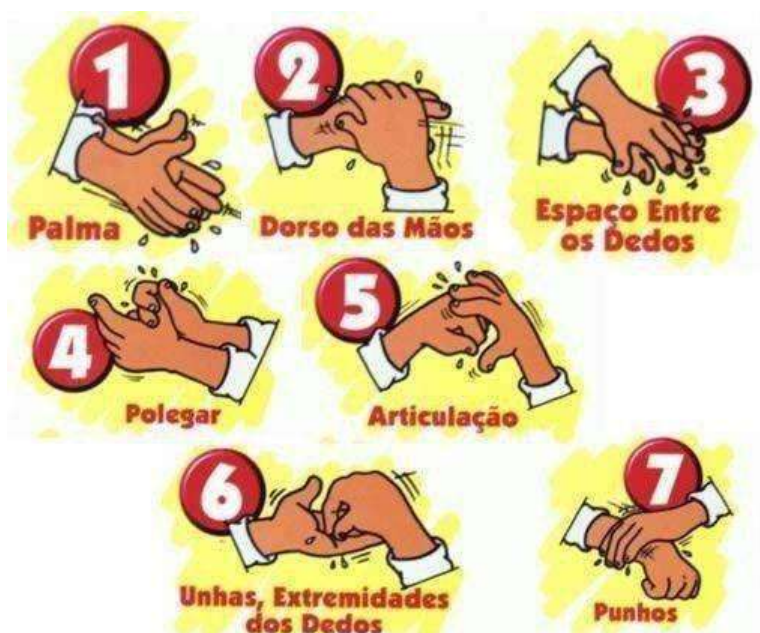 1
Palma
2
Dorso das Mãos
3
Espaço Entre
os Dedos
4
Polegar
5
Articulação
6
Unhas, Extremidades
dos Dedos
7
Punhos